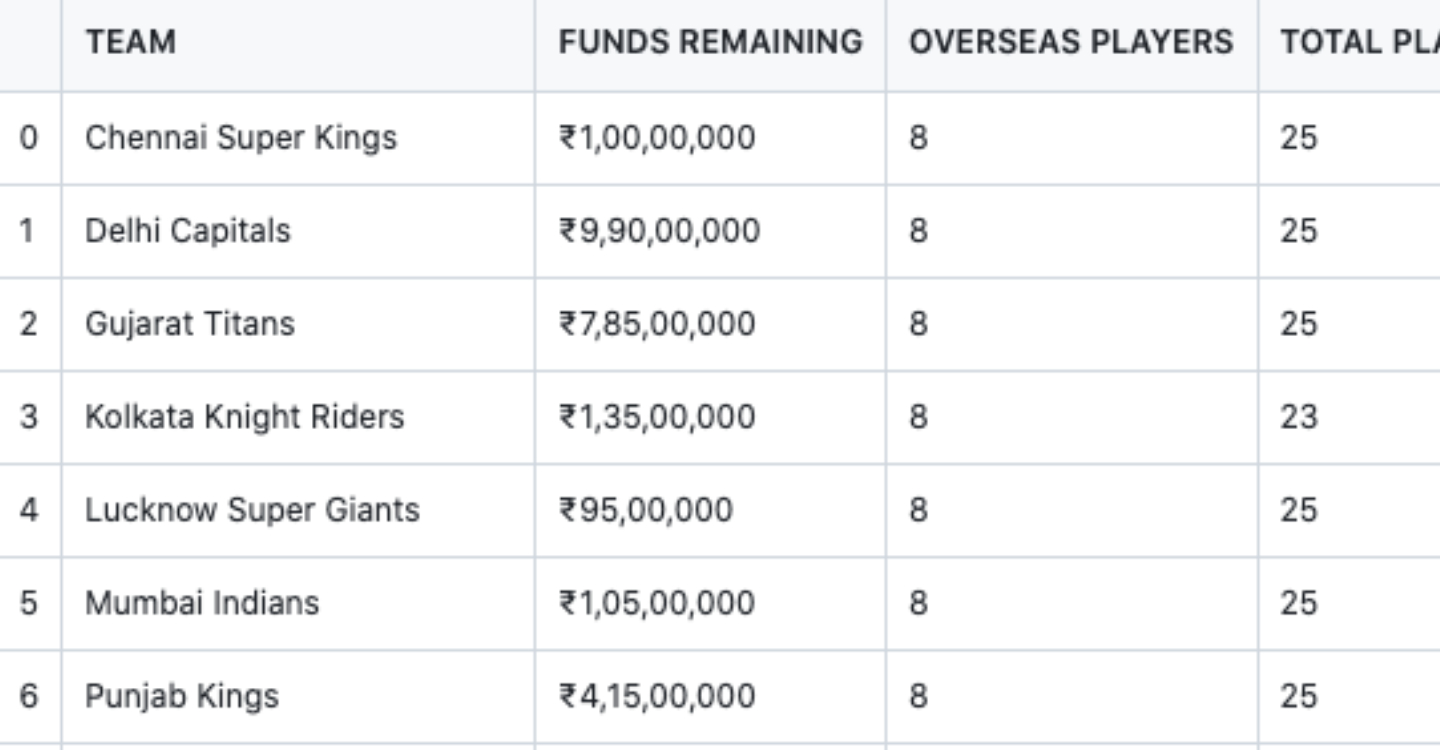 TEAM FUNDS REMAINING OVERSEAS PLAYERS TOTAL
0 Chennai Super Kings ₹1,00,00,000 8 25
1 Delhi Capitals ₹9,90,00,000 8 25
2 Gujarat Titans ₹7,85,00,000 8 25
3 Kolkata Knight Riders ₹1,35,00,000 8 23
4 Lucknow Super Giants ₹95,00,000 8 25
5 Mumbai Indians ₹1,05,00,000 8 25
6 Punjab Kings ₹4,15,00,000 8 25